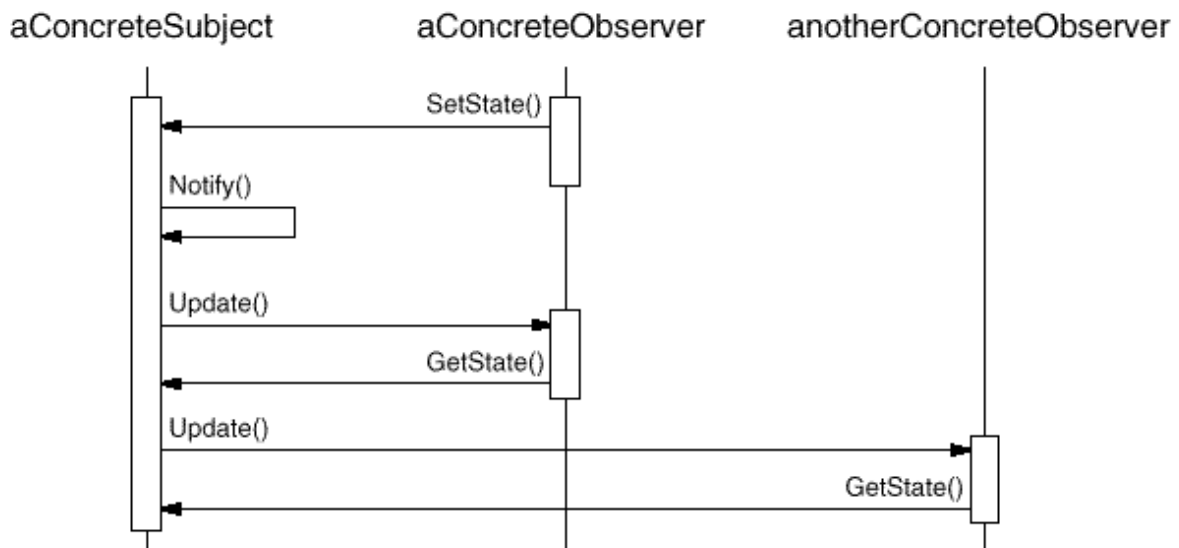 aConcreteSubject aConcreteObserver anotherConcreteObserver
SetState()
Notify()
Update()
GetState()
Update()
GetState()